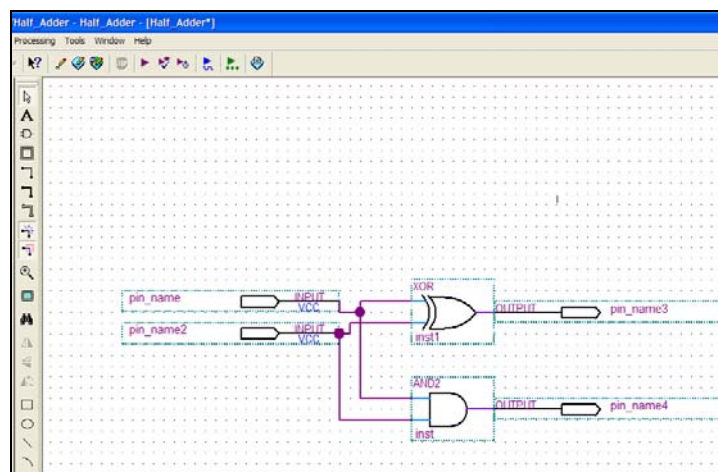 Half_Adder - Half_Adder - [Half_Adder*]
Processing Tools Window Help
XOR
pin_name INPUT VCC
OUTPUT pin_name3
pin_name2 INPUT VCC
inst1
AND2
OUTPUT pin_name4
inst